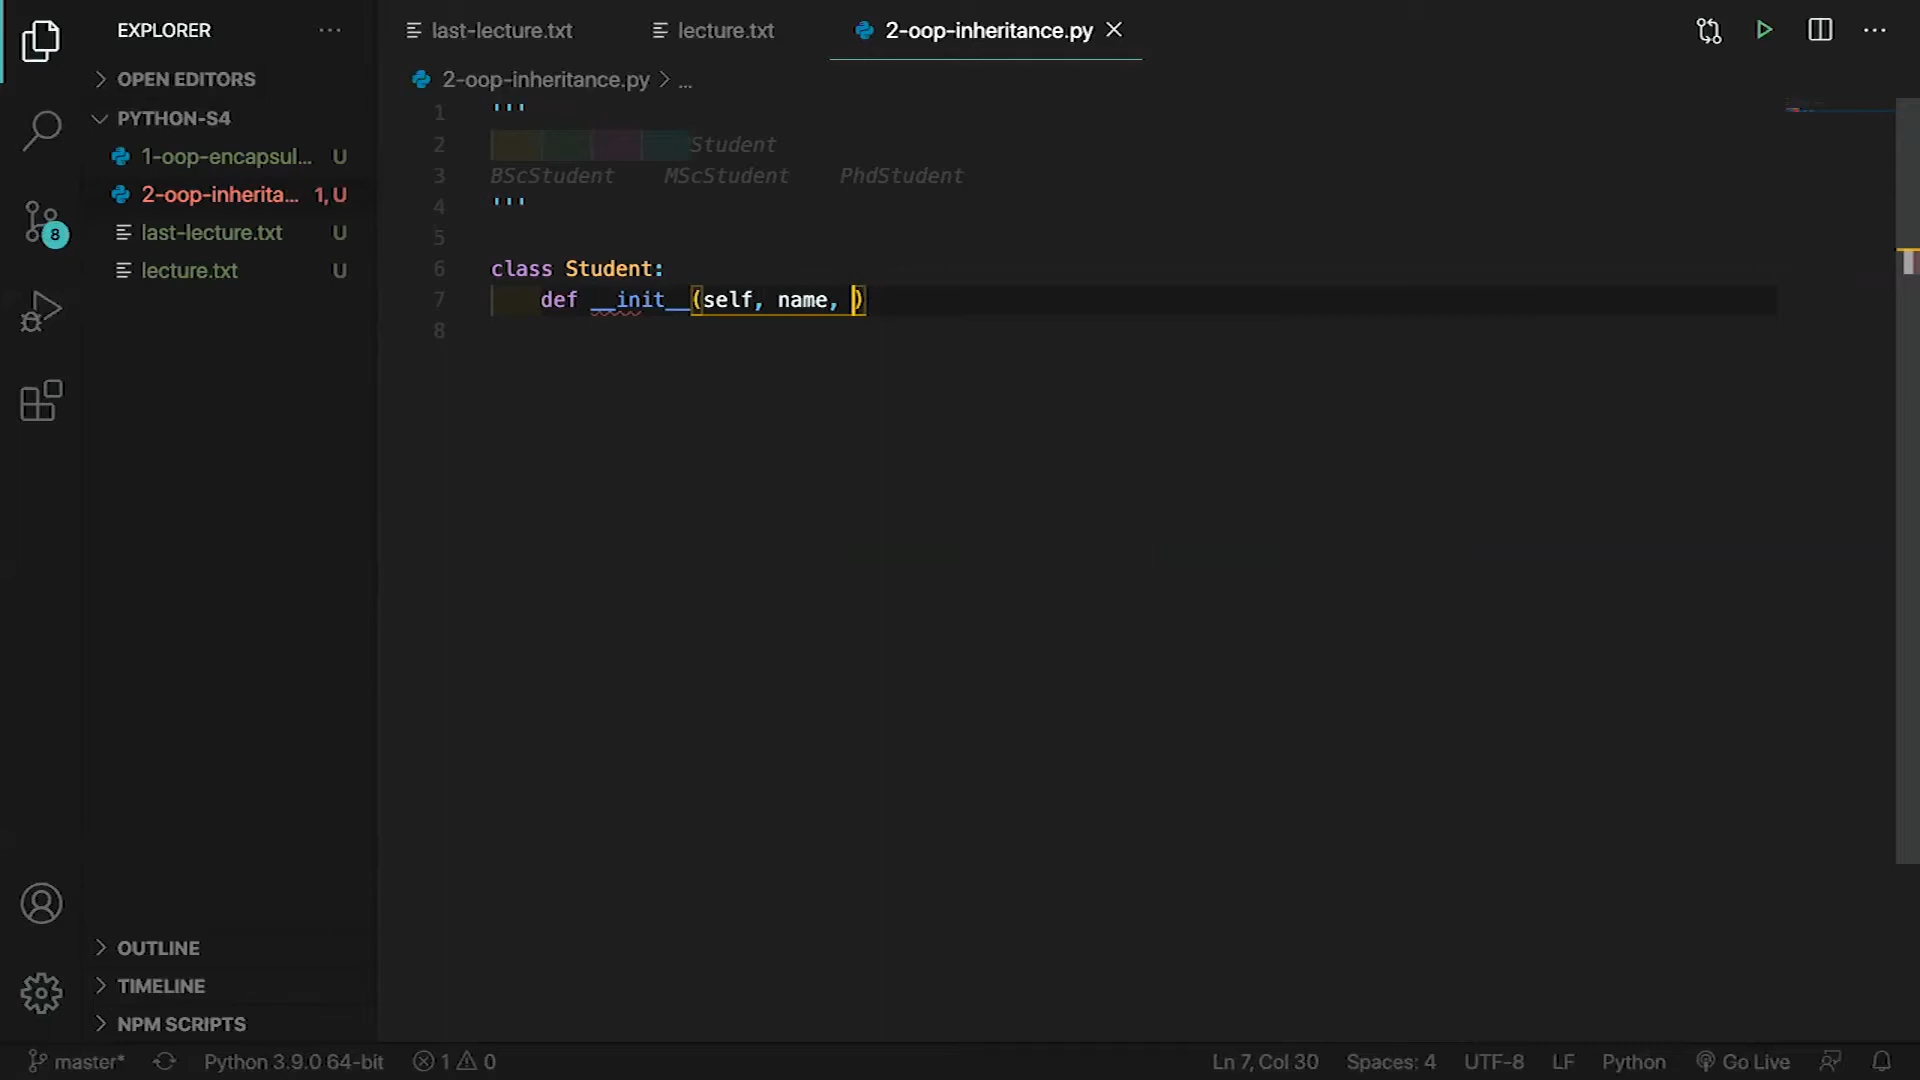 EXPLORER
last-lecture.txt
lecture.txt
2-oop-inheritance.py
OPEN EDITORS
2-oop-inheritance.py > ...
PYTHON-S4
1-oop-encapsul... U
2-oop-inherita... 1, U
last-lecture.txt U
lecture.txt U
8
1 '''
2 Student
3 BScStudent MScStudent PhdStudent
4 '''
5
6 class Student:
7 def __init__(self, name, )
8
OUTLINE
TIMELINE
NPM SCRIPTS
master* Python 3.9.0 64-bit 1 0 Ln 7, Col 30 Spaces: 4 UTF-8 LF Python Go Live